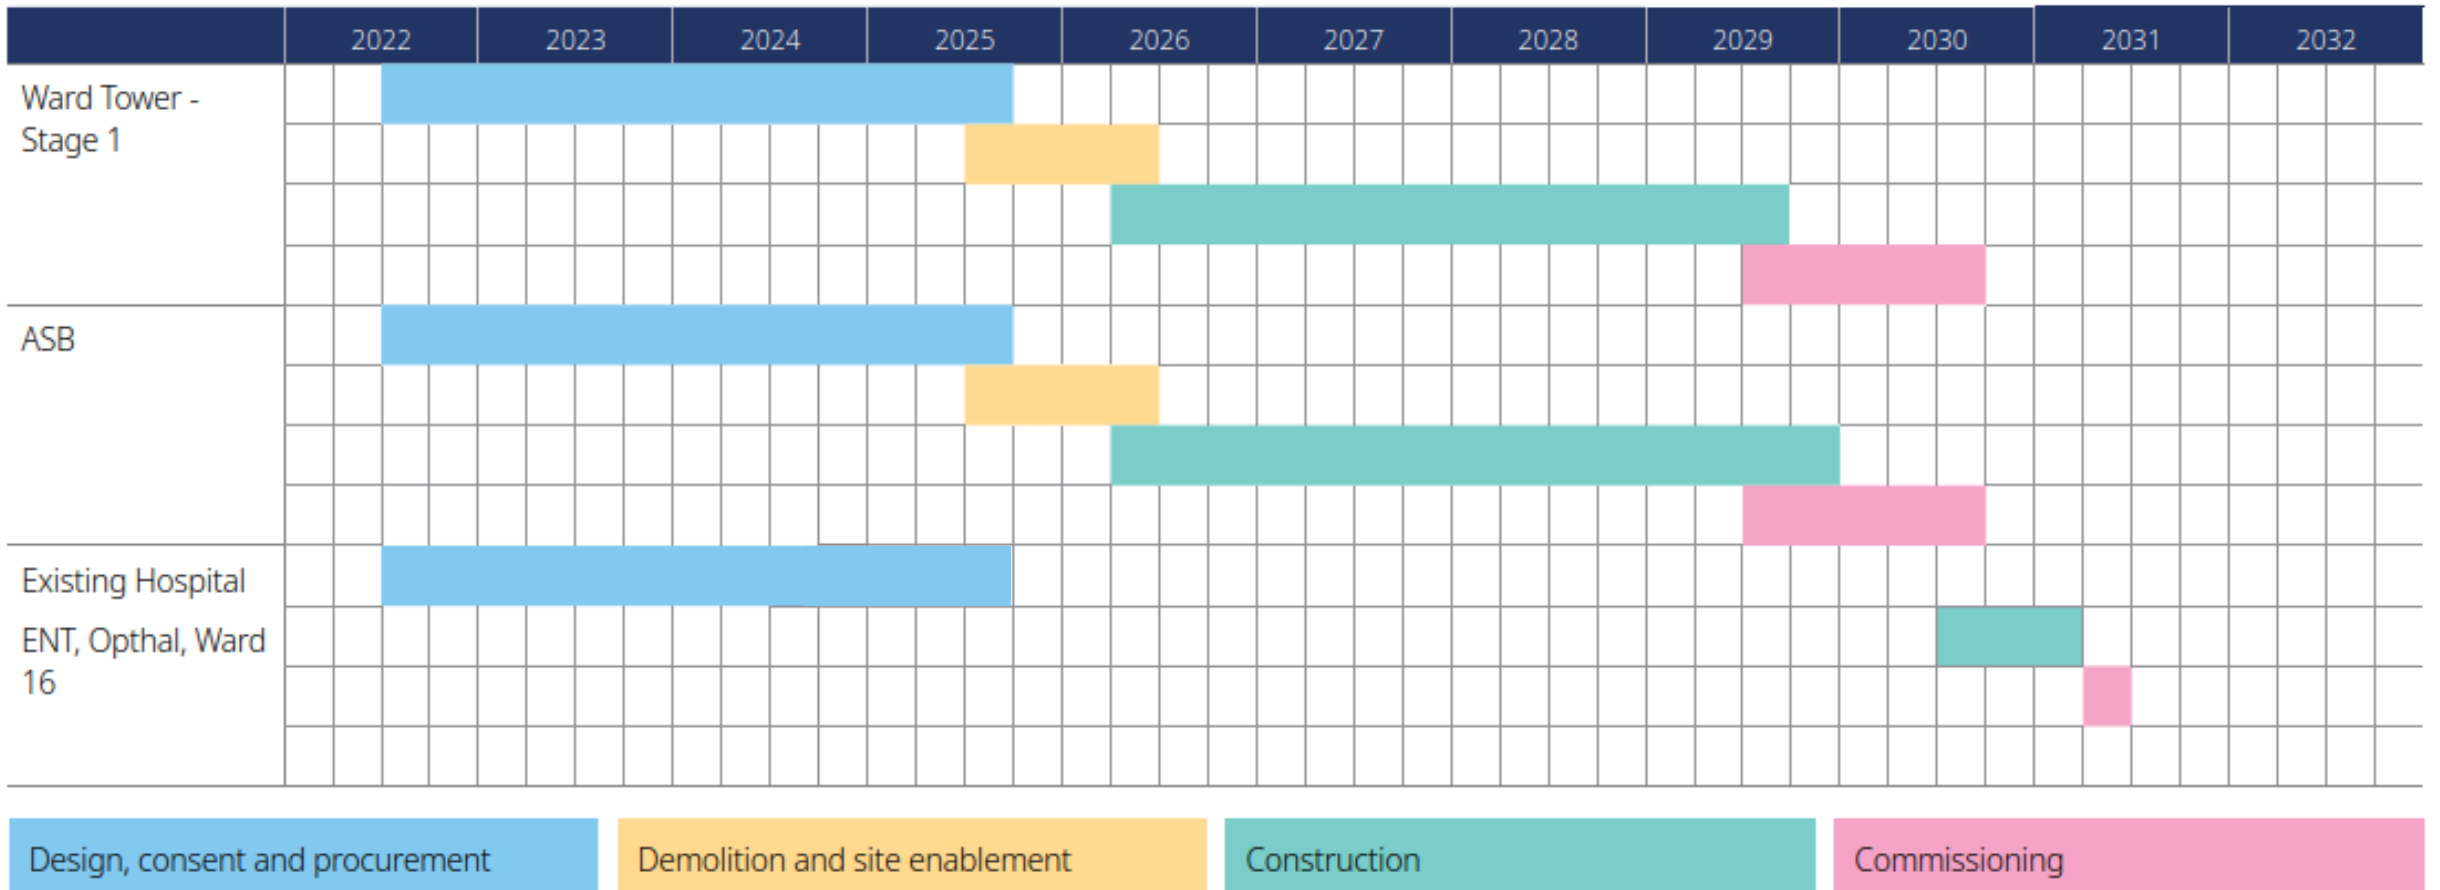 2022 2023 2024 2025 2026 2027 2028 2029 2030 2031 2032
Ward Tower -
Stage 1
ASB
Existing Hospital
ENT, Opthal, Ward
16
Design, consent and procurement
Demolition and site enablement
Construction
Commissioning